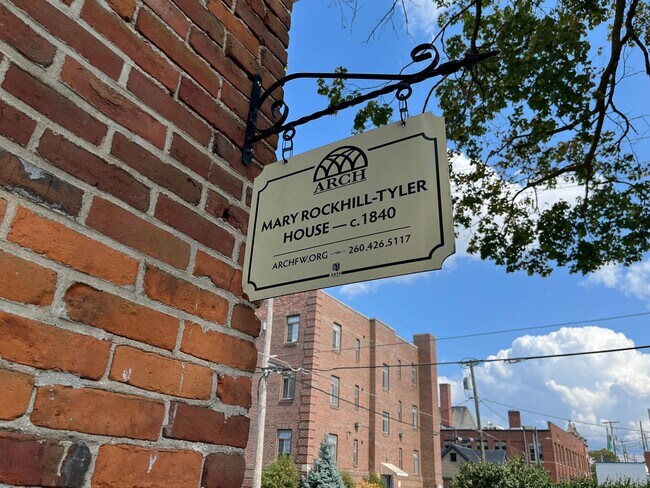 ARCH
MARY ROCKHILL-TYLER
HOUSE — c.1840
ARCHFW.ORG — 260.426.5117